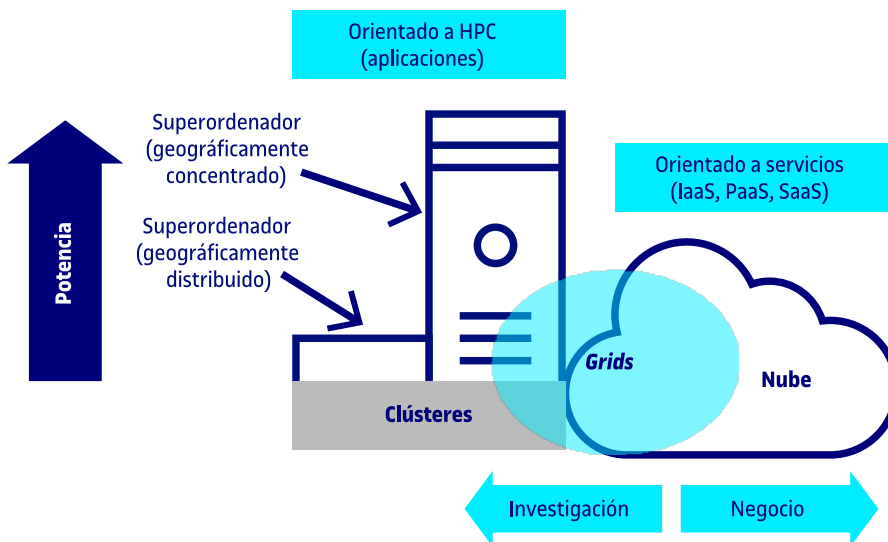 Orientado a HPC
(aplicaciones)
Superordenador
(geográficamente
concentrado)
Orientado a servicios
(IaaS, PaaS, SaaS)
Superordenador
(geográficamente
distribuido)
Potencia
Grids
Nube
Clústeres
Investigación
Negocio